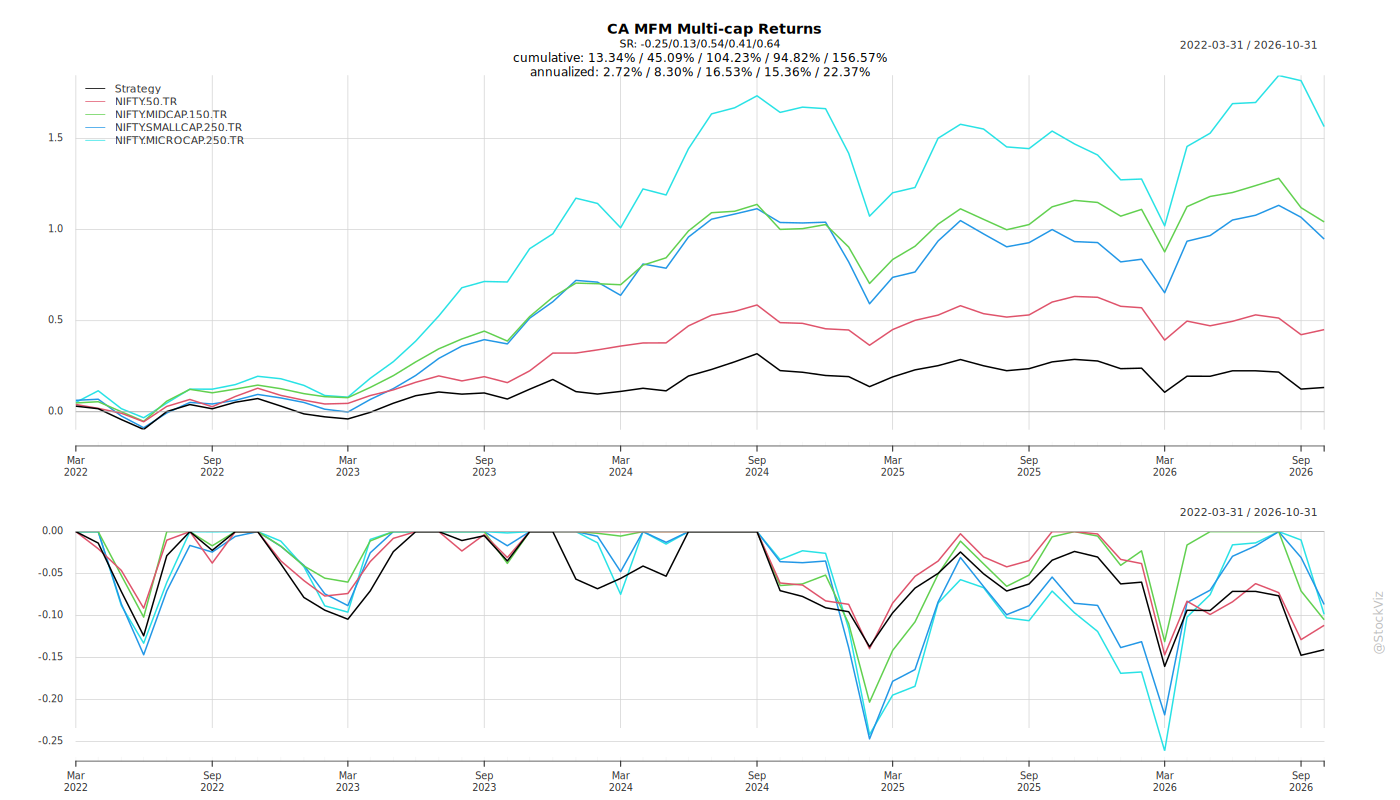 CA MFM Multi-cap Returns
SR: -0.25/0.13/0.54/0.41/0.64
cumulative: 13.34% / 45.09% / 104.23% / 94.82% / 156.57%
annualized: 2.72% / 8.30% / 16.53% / 15.36% / 22.37%
2022-03-31 / 2026-10-31
Strategy
NIFTY.50.TR
NIFTY.MIDCAP.150.TR
NIFTY.SMALLCAP.250.TR
NIFTY.MICROCAP.250.TR
1.5
1.0
0.5
0.0
Mar 2022
Sep 2022
Mar 2023
Sep 2023
Mar 2024
Sep 2024
Mar 2025
Sep 2025
Mar 2026
Sep 2026
2022-03-31 / 2026-10-31
0.00
-0.05
-0.10
-0.15
-0.20
-0.25
Mar 2022
Sep 2022
Mar 2023
Sep 2023
Mar 2024
Sep 2024
Mar 2025
Sep 2025
Mar 2026
Sep 2026
@StockViz